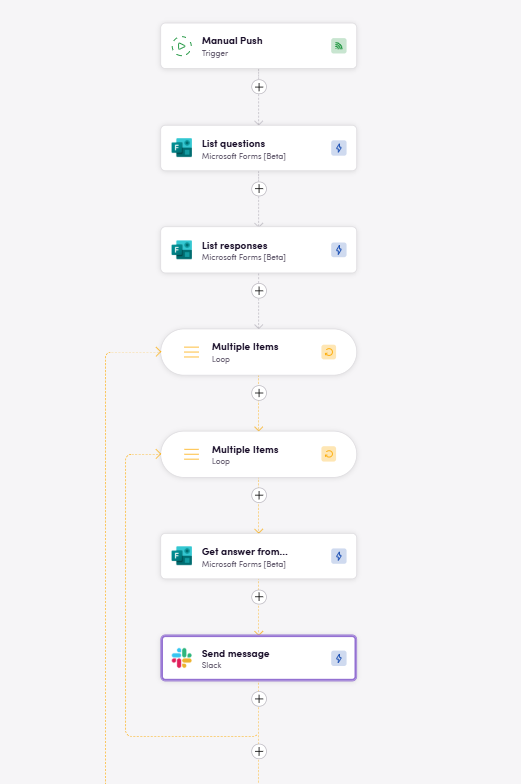 Manual Push
Trigger
List questions
Microsoft Forms [Beta]
List responses
Microsoft Forms [Beta]
Multiple Items
Loop
Multiple Items
Loop
Get answer from...
Microsoft Forms [Beta]
Send message
Slack